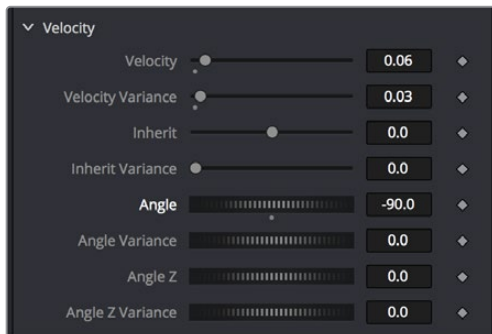 Velocity
Velocity 0.06
Velocity Variance 0.03
Inherit 0.0
Inherit Variance 0.0
Angle -90.0
Angle Variance 0.0
Angle Z 0.0
Angle Z Variance 0.0